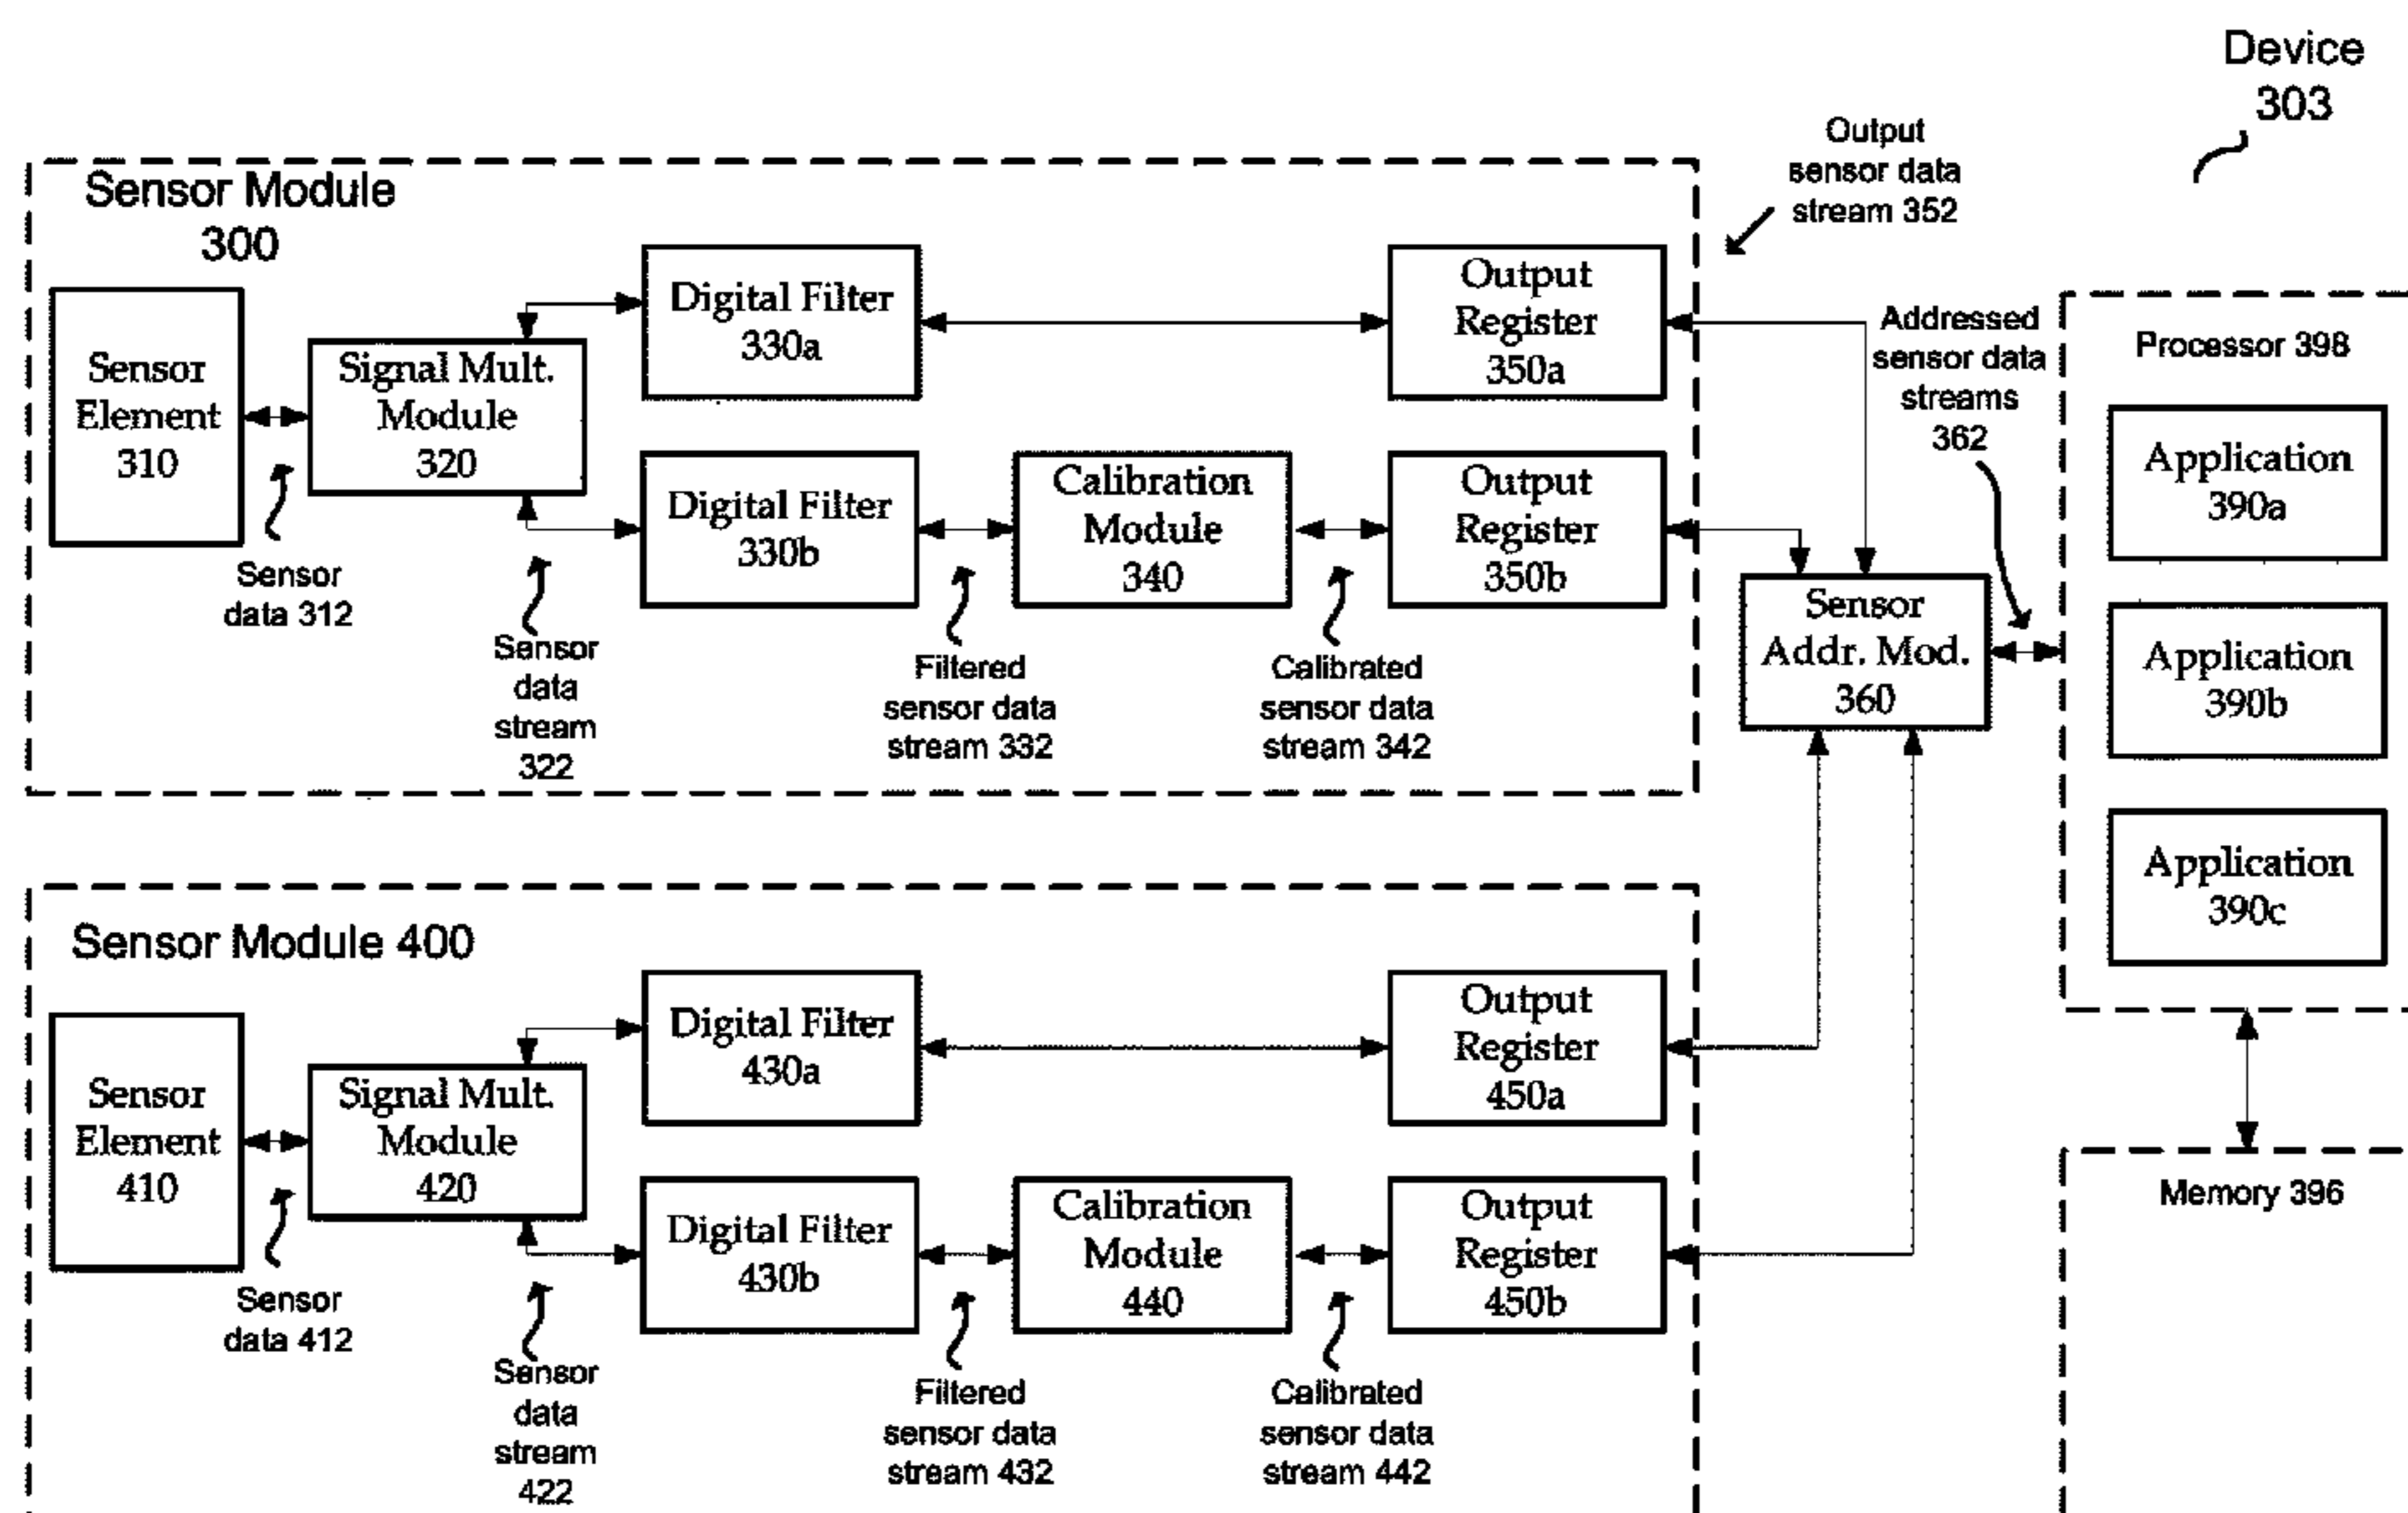 Device
303
Output
sensor data
stream 352
Sensor Module
300
Sensor
Element
310
Sensor
data 312
Signal Mult.
Module
320
Sensor
data
stream
322
Digital Filter
330a
Digital Filter
330b
Filtered
sensor data
stream 332
Calibration
Module
340
Calibrated
sensor data
stream 342
Output
Register
350a
Output
Register
350b
Addressed
sensor data
streams
362
Sensor
Addr. Mod.
360
Processor 398
Application
390a
Application
390b
Application
390c
Sensor Module 400
Sensor
Element
410
Sensor
data 412
Signal Mult.
Module
420
Sensor
data
stream
422
Digital Filter
430a
Digital Filter
430b
Filtered
sensor data
stream 432
Calibration
Module
440
Calibrated
sensor data
stream 442
Output
Register
450a
Output
Register
450b
Memory 396